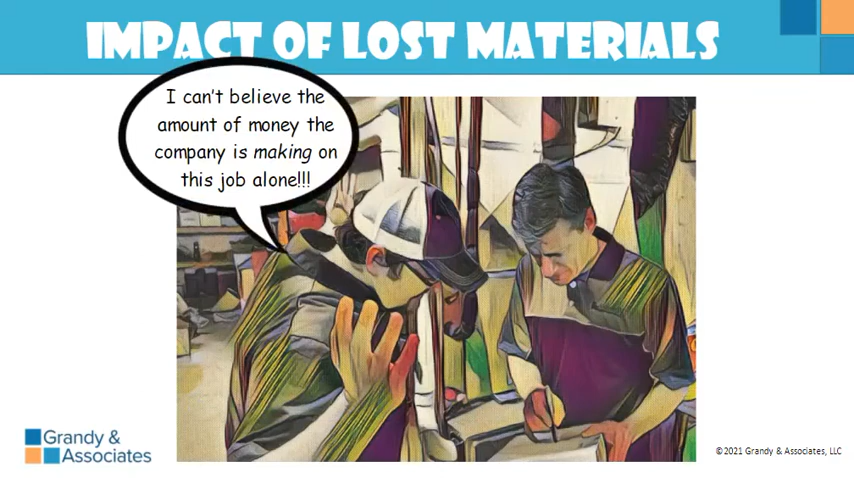 IMPACT OF LOST MATERIALS
I can't believe the
amount of money the
company is making on
this job alone!!!
Grandy &
Associates
©2021 Grandy & Associates, LLC